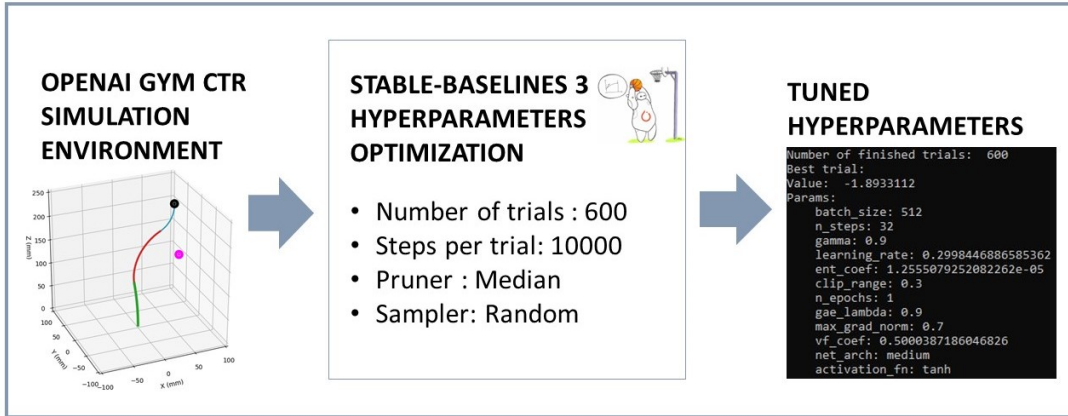 OPENAI GYM CTR
SIMULATION
ENVIRONMENT
250
200
150
100
50
0
Z (mm)
100
50
0
−50
−100
Y (mm)
−100
−50
0
50
100
X (mm)
STABLE-BASELINES 3
HYPERPARAMETERS
OPTIMIZATION
• Number of trials : 600
• Steps per trial: 10000
• Pruner : Median
• Sampler: Random
TUNED
HYPERPARAMETERS
Number of finished trials:  600
Best trial:
Value:  -1.8933112
Params:
batch_size: 512
n_steps: 32
gamma: 0.9
learning_rate: 0.2998446886585362
ent_coef: 1.2555079252082262e-05
clip_range: 0.3
n_epochs: 1
gae_lambda: 0.9
max_grad_norm: 0.7
vf_coef: 0.5000387186046826
net_arch: medium
activation_fn: tanh